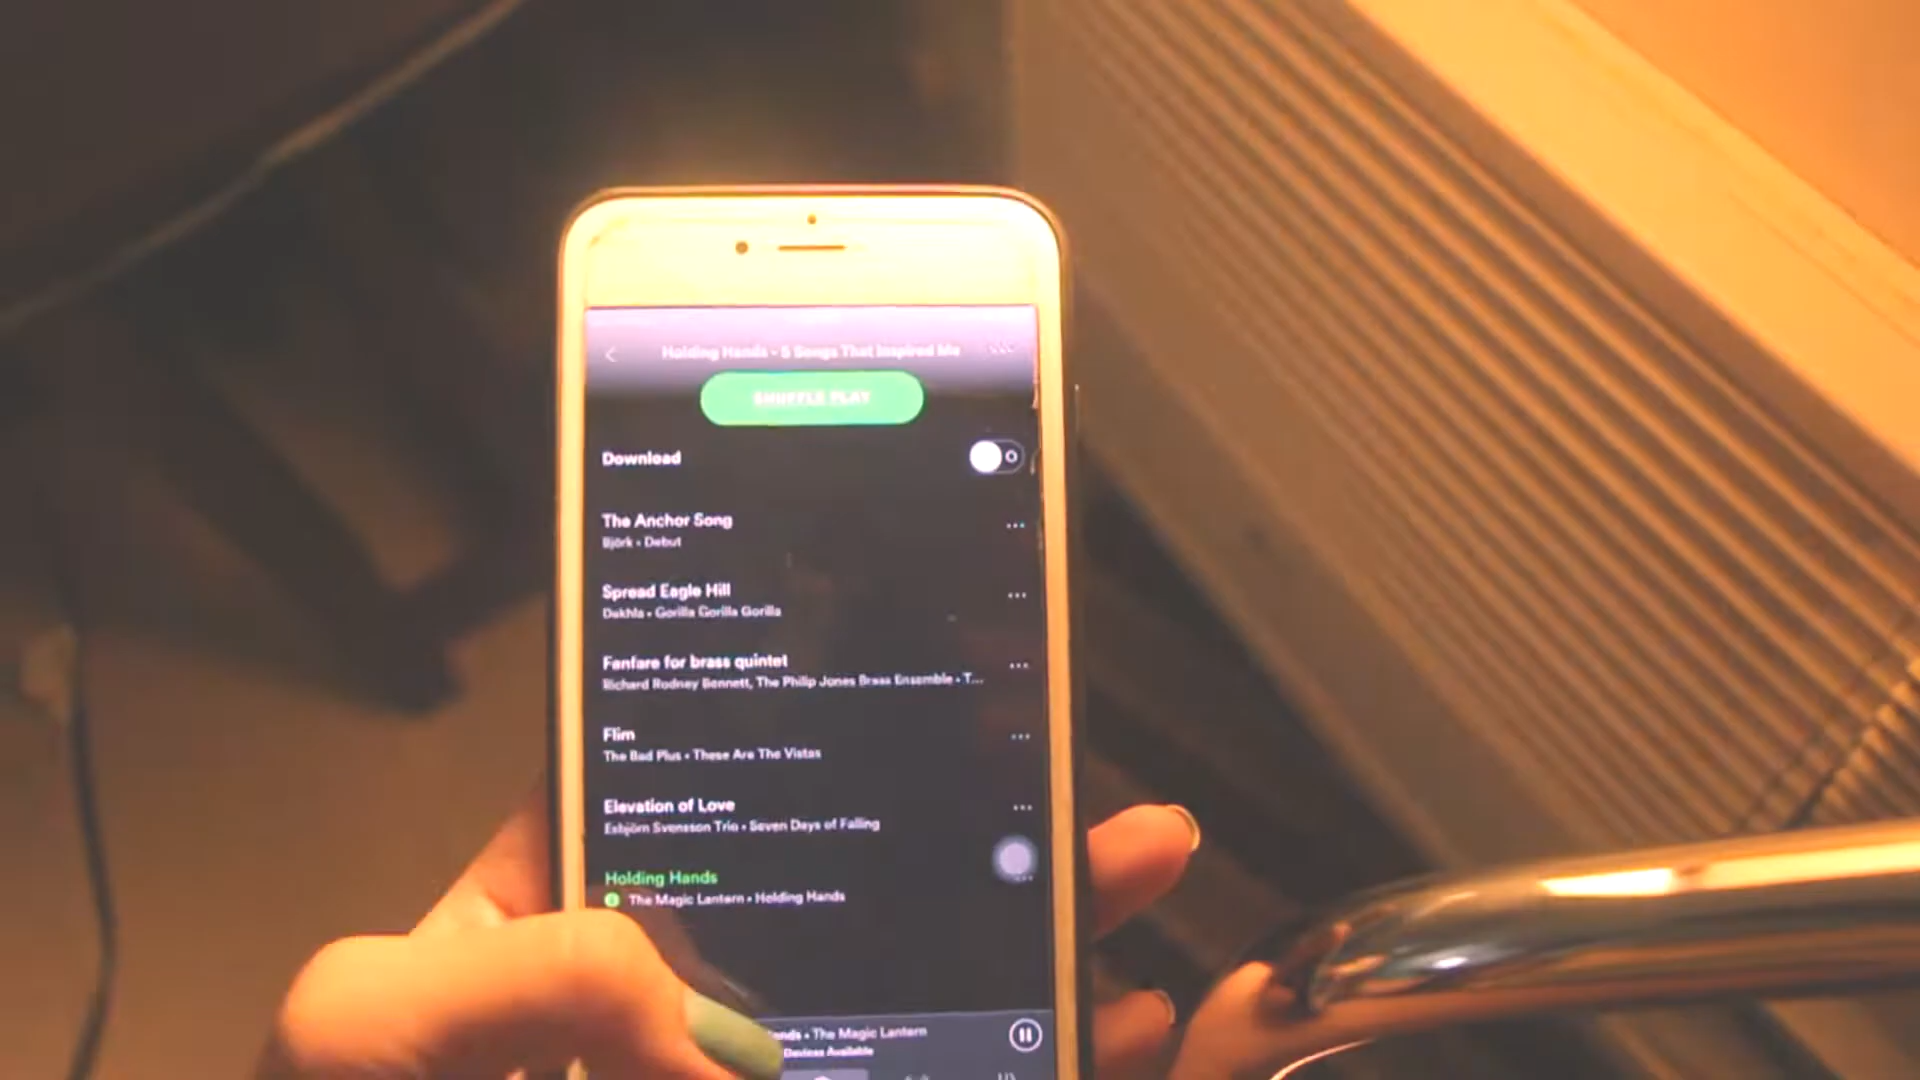 Holding Hands - 5 Songs That Inspired Me
SHUFFLE PLAY
Download
The Anchor Song
Björk • Debut
Spread Eagle Hill
Dakhla • Gorilla Gorilla Gorilla
Fanfare for brass quintet
Richard Rodney Bennett, The Philip Jones Brass Ensemble • T...
Flim
The Bad Plus • These Are The Vistas
Elevation of Love
Esbjörn Svensson Trio • Seven Days of Falling
Holding Hands
The Magic Lantern • Holding Hands
ands • The Magic Lantern
Devices Available